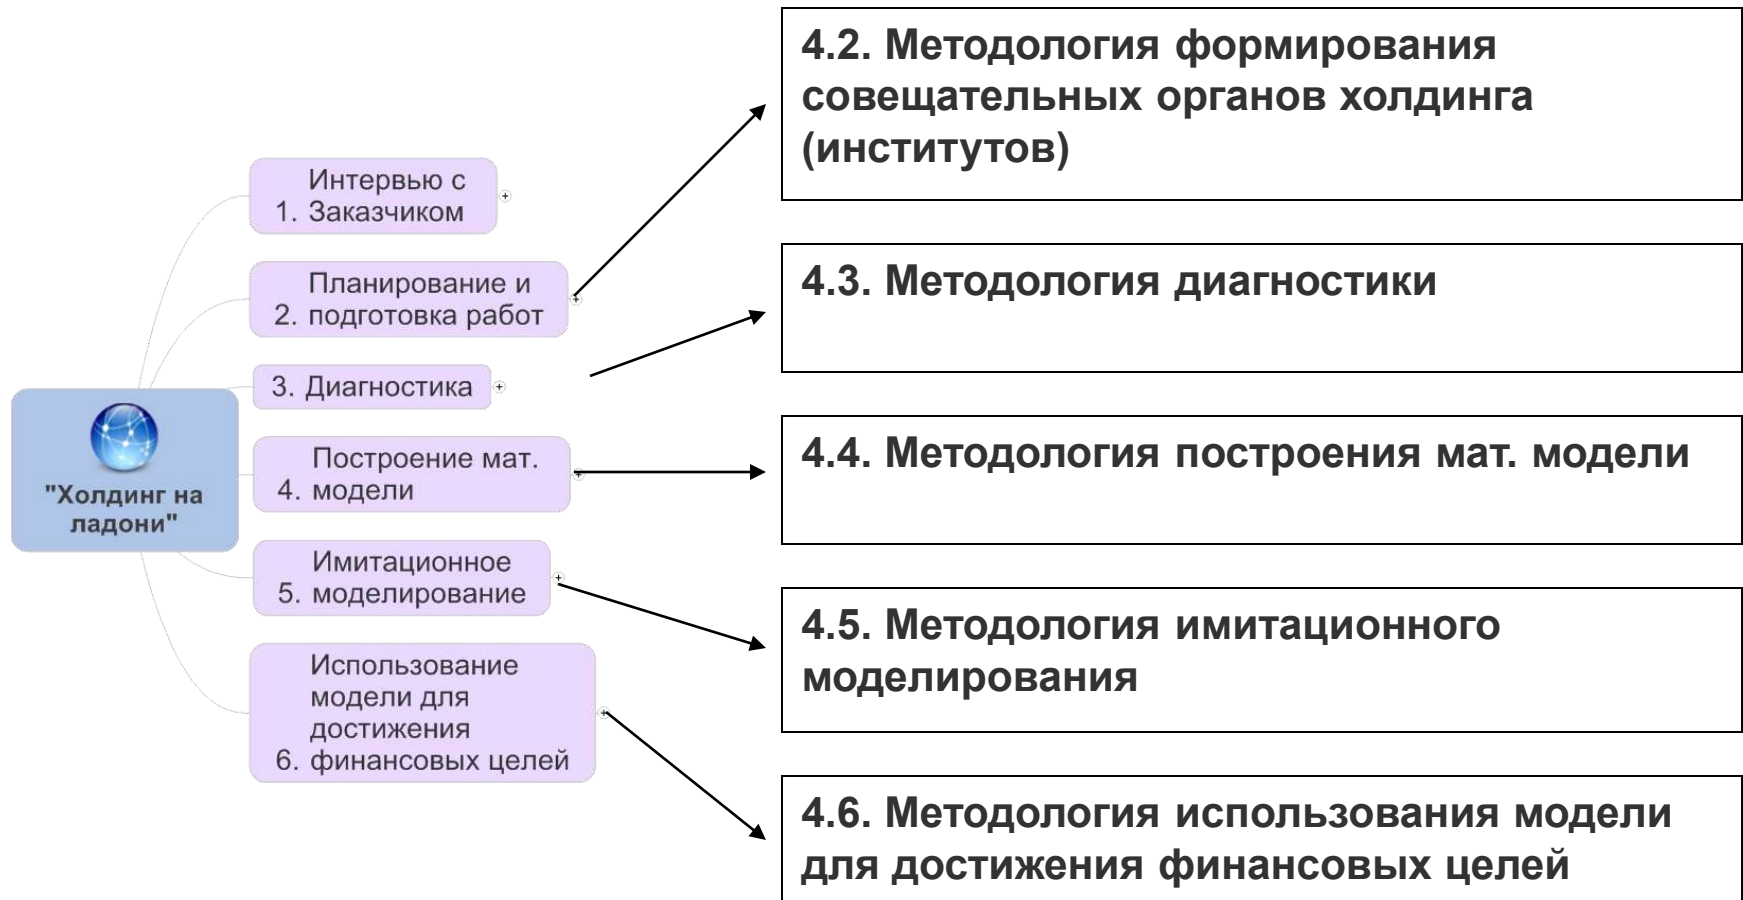 "Холдинг на
ладони"
Интервью с
1. Заказчиком
Планирование и
2. подготовка работ
3. Диагностика
Построение мат.
4. модели
Имитационное
5. моделирование
Использование
модели для
достижения
6. финансовых целей
4.2. Методология формирования
совещательных органов холдинга
(институтов)
4.3. Методология диагностики
4.4. Методология построения мат. модели
4.5. Методология имитационного
моделирования
4.6. Методология использования модели
для достижения финансовых целей